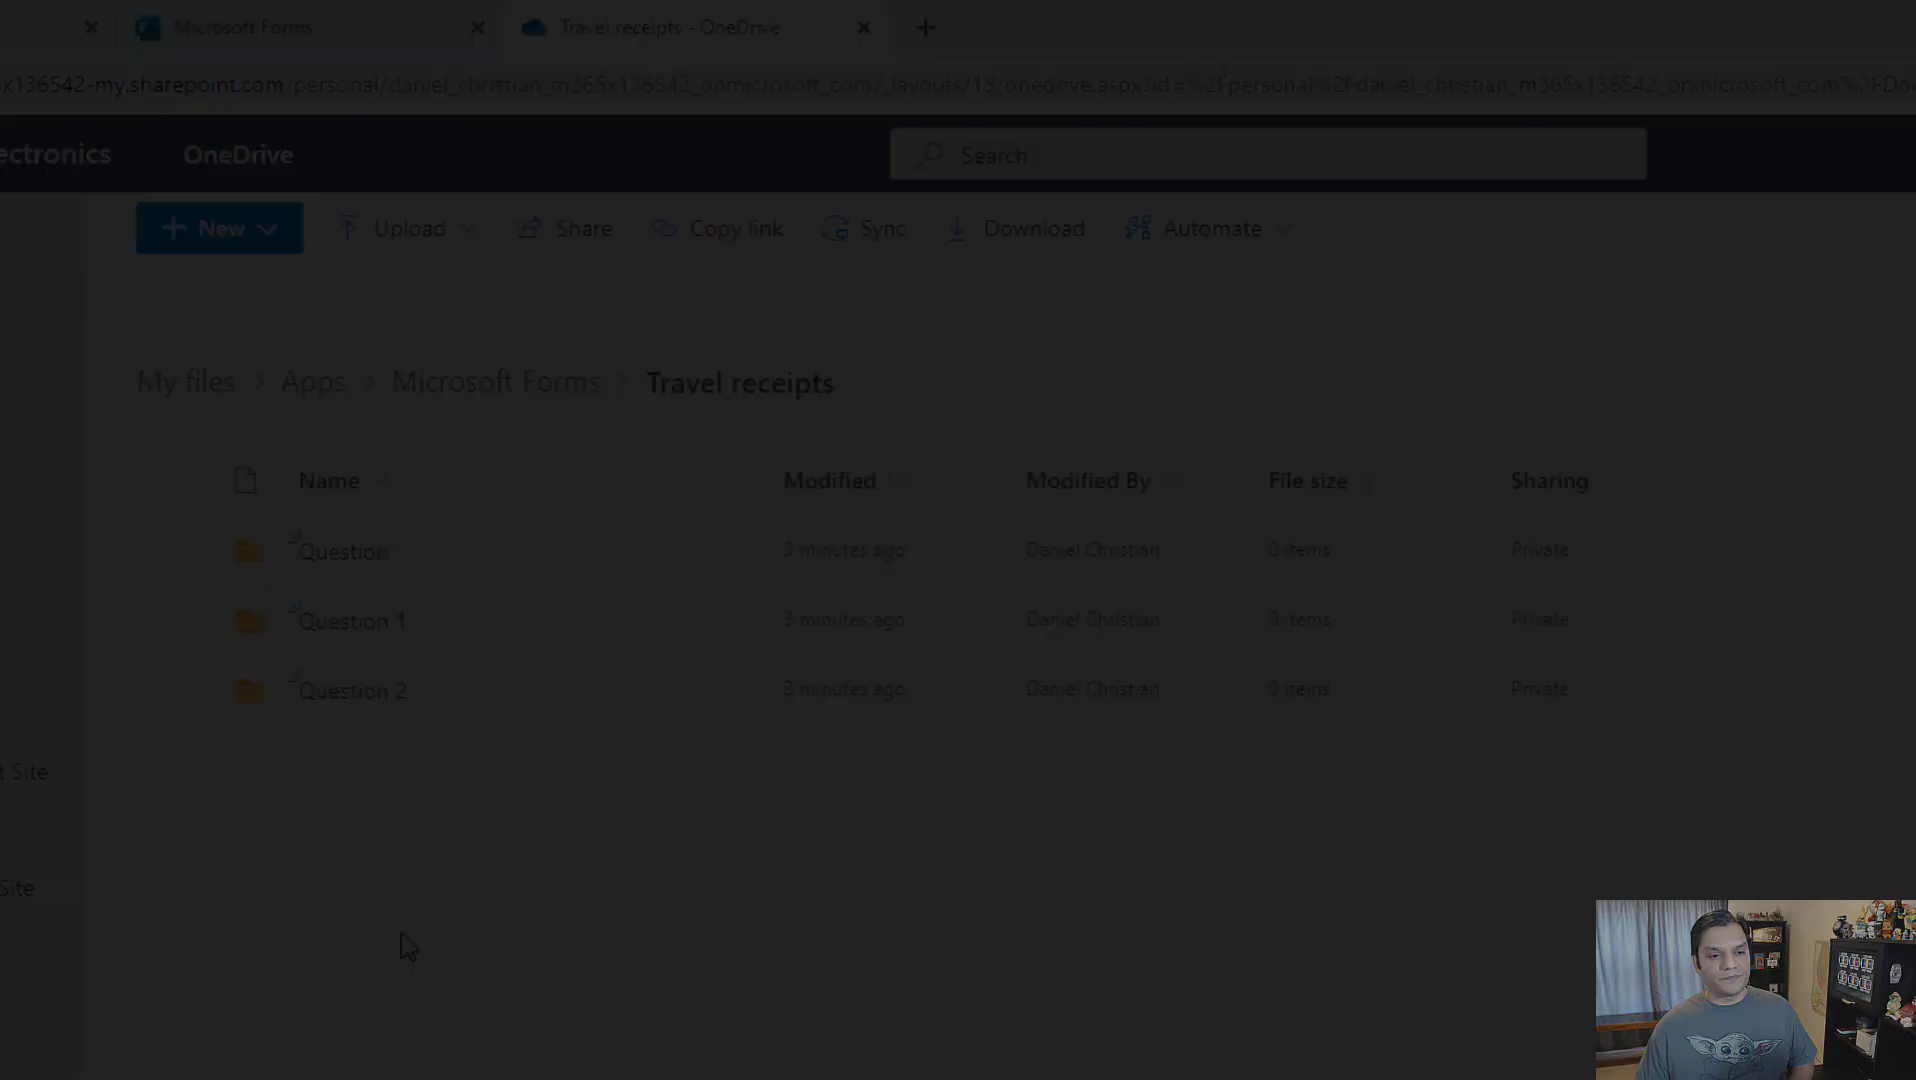 Microsoft Forms
Travel receipts - OneDrive
x136542-my.sharepoint.com/personal/daniel_christian_m365x136542_onmicrosoft_com/_layouts/15/onedrive.aspx?id=%2Fpersonal%2Fdaniel_christian_m365x136542_onmicrosoft_com%2FDoc
ectronics OneDrive Search
New Upload Share Copy link Sync Download Automate
My files > Apps > Microsoft Forms > Travel receipts
Name Modified Modified By File size Sharing
Question 3 minutes ago Daniel Christian 0 items Private
Question 1 3 minutes ago Daniel Christian 0 items Private
Question 2 3 minutes ago Daniel Christian 0 items Private
t Site
Site